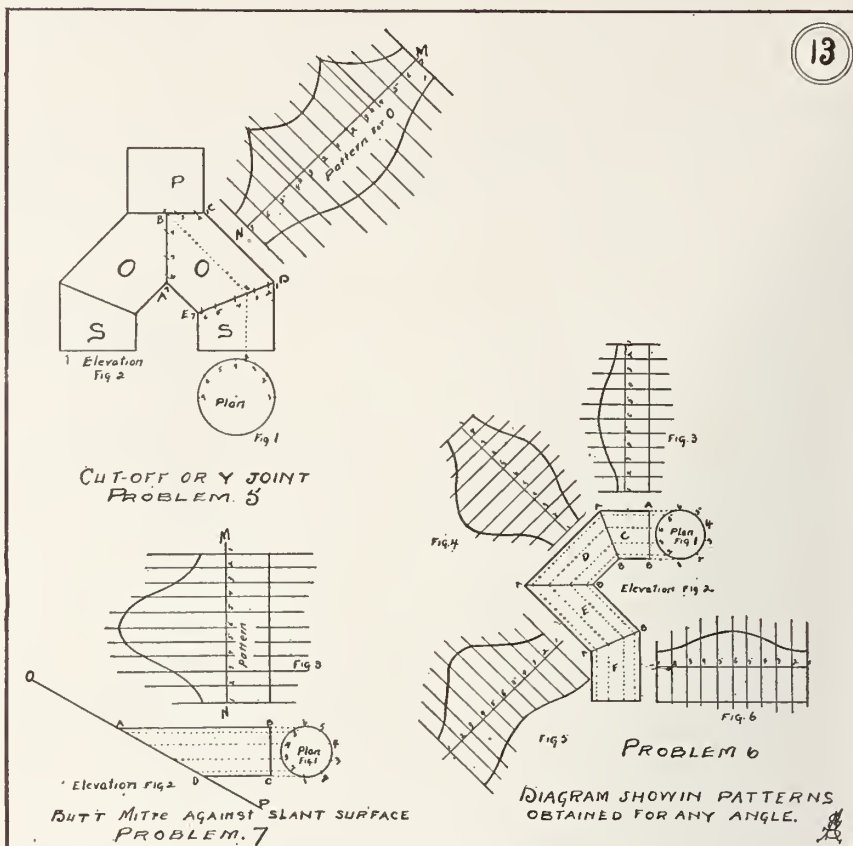 13
M
Pattern for O
N
P
B
C
O
O
A
D
E
S
S
Elevation
Fig 2
Plan
Fig 1
CUT-OFF OR Y JOINT
PROBLEM. 5
FIG. 3
FIG. 4
A
C
Plan
Fig 1
D
B
B
Elevation Fig 2
E
B
F
FIG. 5
FIG. 6
PROBLEM 6
DIAGRAM SHOWIN PATTERNS
OBTAINED FOR ANY ANGLE.
M
Pattern
FIG 3
N
O
A
B
Plan
Fig 1
D
C
Elevation Fig 2
P
BUTT MITRE AGAINST SLANT SURFACE
PROBLEM. 7